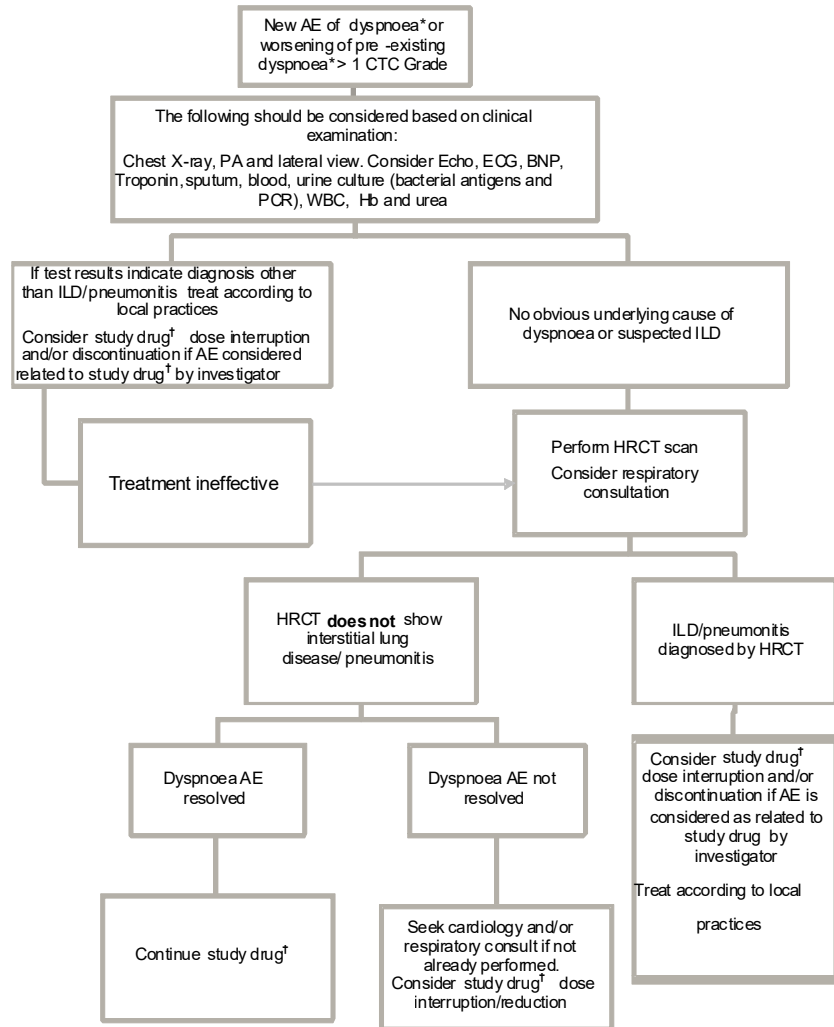 New AE of dyspnoea* or
worsening of pre -existing
dyspnoea* > 1 CTC Grade
The following should be considered based on clinical
examination:
Chest X-ray, PA and lateral view. Consider Echo, ECG, BNP,
Troponin, sputum, blood, urine culture (bacterial antigens and
PCR), WBC, Hb and urea
If test results indicate diagnosis other
than ILD/pneumonitis treat according to
local practices
Consider study drug† dose interruption
and/or discontinuation if AE considered
related to study drug† by investigator
No obvious underlying cause of
dyspnoea or suspected ILD
Treatment ineffective
Perform HRCT scan
Consider respiratory
consultation
HRCT does not show
interstitial lung
disease/ pneumonitis
ILD/pneumonitis
diagnosed by HRCT
Dyspnoea AE
resolved
Dyspnoea AE not
resolved
Consider study drug†
dose interruption and/or
discontinuation if AE is
considered as related to
study drug by
investigator
Treat according to local
practices
Continue study drug†
Seek cardiology and/or
respiratory consult if not
already performed.
Consider study drug† dose
interruption/reduction